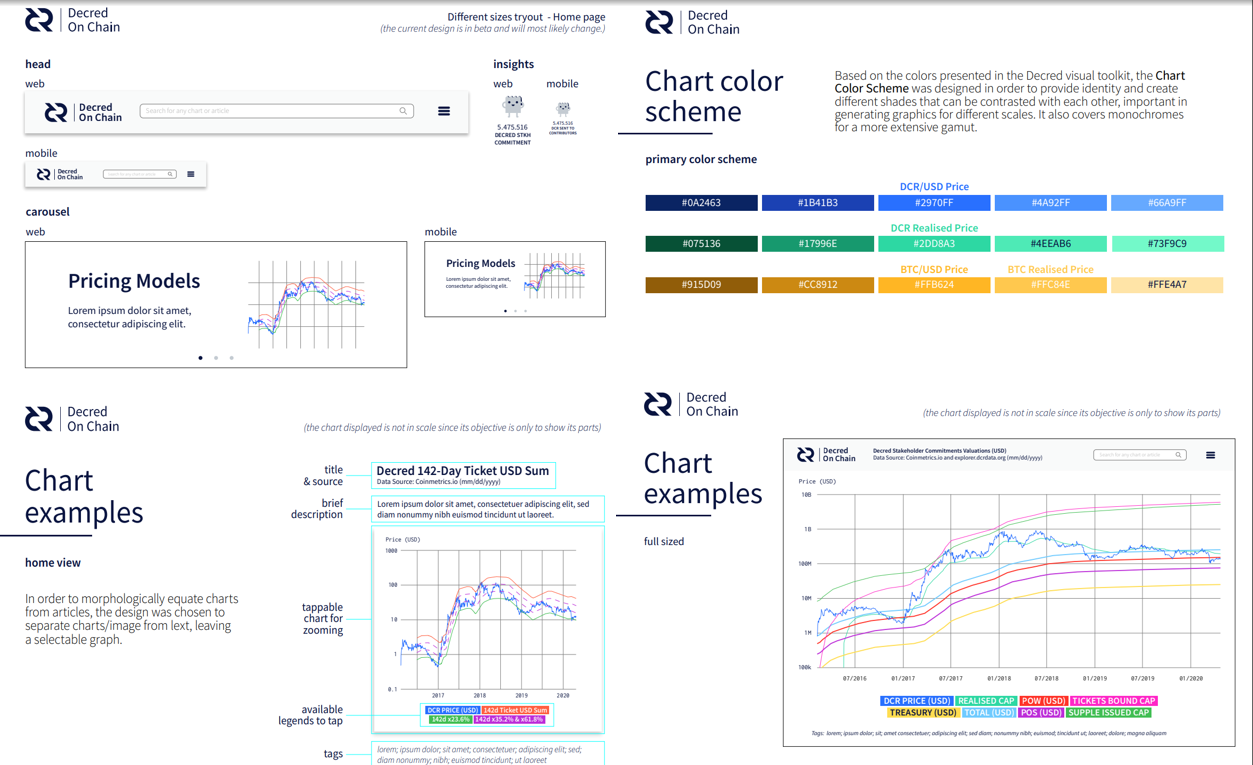 Decred
On Chain
Different sizes tryout - Home page
(the current design is in beta and will most likely change.)
head
web
Decred
On Chain
Search for any chart or article
mobile
Decred
On Chain
Search for any chart or article
insights
web
mobile
5.475.516
DECRED STKH
COMMITMENT
5.475.516
DCR SENT TO
CONTRIBUTORS
carousel
web
Pricing Models
Lorem ipsum dolor sit amet,
consectetur adipiscing elit.
mobile
Pricing Models
Lorem ipsum dolor sit amet,
consectetur adipiscing elit.
Decred
On Chain
Chart color
scheme
Based on the colors presented in the Decred visual toolkit, the Chart
Color Scheme was designed in order to provide identity and create
different shades that can be contrasted with each other, important in
generating graphics for different scales. It also covers monochromes
for a more extensive gamut.
primary color scheme
DCR/USD Price
#0A2463
#1B41B3
#2970FF
#4A92FF
#66A9FF
DCR Realised Price
#075136
#17996E
#2DD8A3
#4EEAB6
#73F9C9
BTC/USD Price
BTC Realised Price
#915D09
#CC8912
#FFB624
#FFC84E
#FFE4A7
Decred
On Chain
(the chart displayed is not in scale since its objective is only to show its parts)
Chart
examples
home view
In order to morphologically equate charts
from articles, the design was chosen to
separate charts/image from lext, leaving
a selectable graph.
title
& source
Decred 142-Day Ticket USD Sum
Data Source: Coinmetrics.io (mm/dd/yyyy)
brief
description
Lorem ipsum dolor sit amet, consectetuer adipiscing elit, sed
diam nonummy nibh euismod tincidunt ut laoreet.
tappable
chart for
zooming
Price (USD)
1000
100
10
1
0.1
2017
2018
2019
2020
available
legends to tap
DCR PRICE (USD)
142d Ticket USD Sum
142d x23.6%
142d x35.2% & x61.8%
tags
lorem; ipsum dolor; sit amet; consectetuer; adipiscing elit; sed;
diam nonummy; nibh; euismod; tincidunt; ut laoreet
Decred
On Chain
(the chart displayed is not in scale since its objective is only to show its parts)
Chart
examples
full sized
Decred
On Chain
Decred Stakeholder Commitments Valuations (USD)
Data Source: Coinmetrics.io and explorer.dcrdata.org (mm/dd/yyyy)
Search for any chart or article
Price (USD)
10B
1B
100M
10M
1M
100k
07/2016
01/2017
07/2017
01/2018
07/2018
01/2019
07/2019
01/2020
DCR PRICE (USD)
REALISED CAP
POW (USD)
TICKETS BOUND CAP
TREASURY (USD)
TOTAL (USD)
POS (USD)
SUPPLE ISSUED CAP
Tags: lorem; ipsum dolor; sit; amet consectetuer; adipiscing elit; sed diam; nonummy nibh; euismod; tincidunt ut; laoreet; dolore; magna aliquam